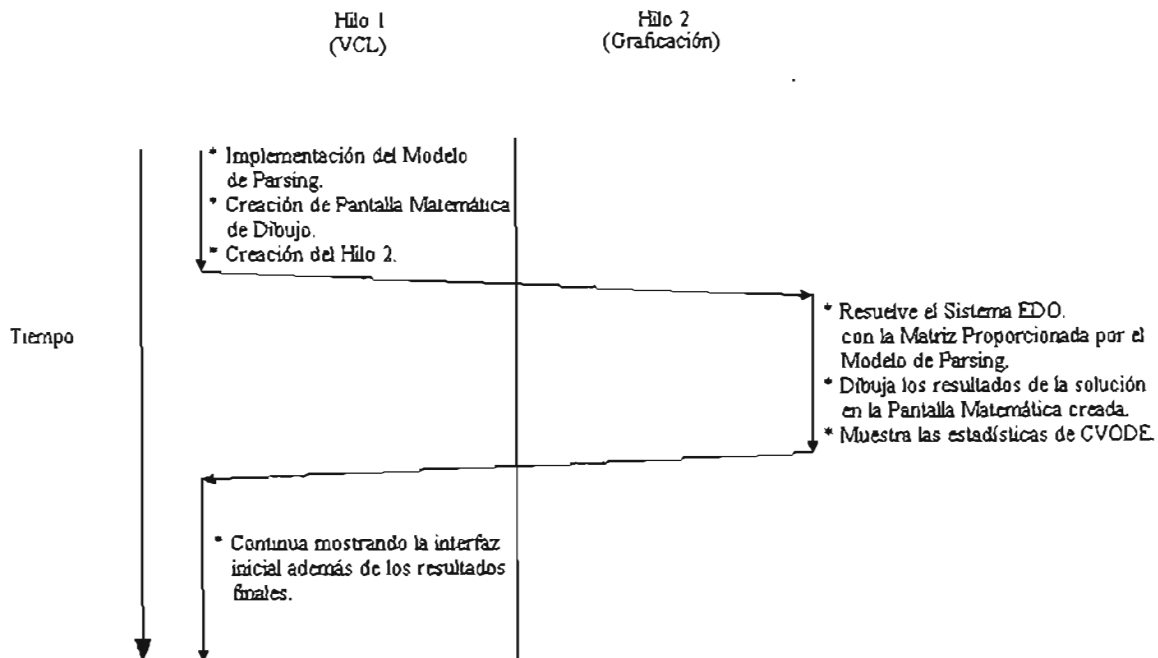 Hilo 1
(VCL)
Hilo 2
(Graficación)
* Implementación del Modelo
de Parsing.
* Creación de Pantalla Matemática
de Dibujo.
* Creación del Hilo 2.
Tiempo
* Resuelve el Sistema EDO.
con la Matriz Proporcionada por el
Modelo de Parsing.
* Dibuja los resultados de la solución
en la Pantalla Matemática creada.
* Muestra las estadísticas de CVODE.
* Continua mostrando la interfaz
inicial además de los resultados
finales.